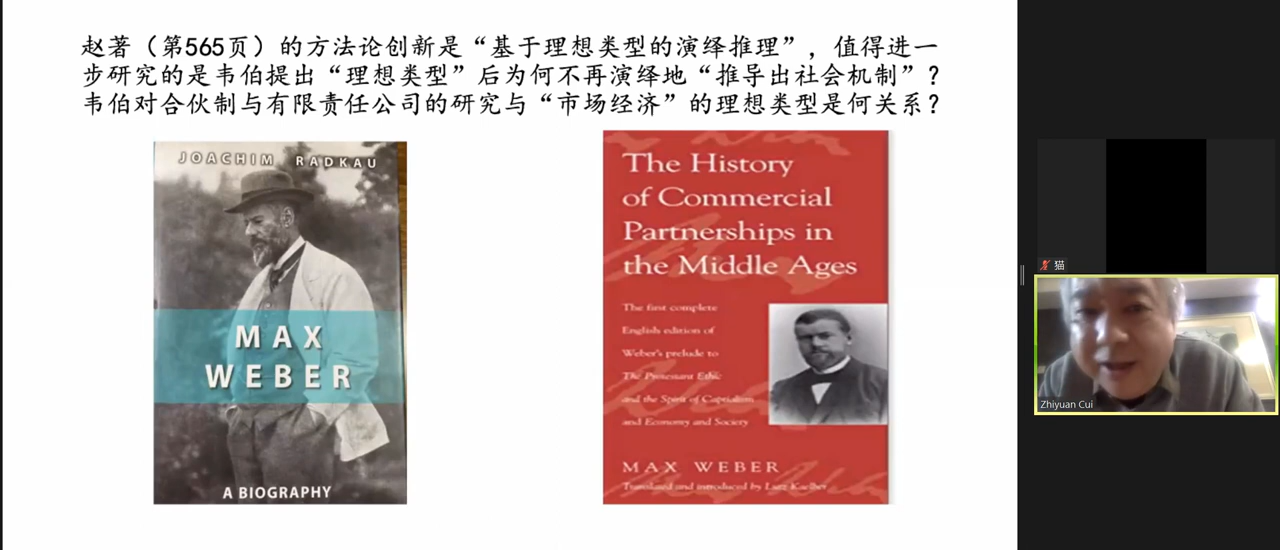 赵著（第565页）的方法论创新是“基于理想类型的演绎推理”，值得进一
步研究的是韦伯提出“理想类型”后为何不再演绎地“推导出社会机制”？
韦伯对合伙制与有限责任公司的研究与“市场经济”的理想类型是何关系？
JOACHIM RADKAU
MAX
WEBER
A BIOGRAPHY
The History
of Commercial
Partnerships in
the Middle Ages
The first complete
English edition of
Weber's prelude to
The Protestant Ethic
and the Spirit of Capitalism
and Economy and Society
MAX WEBER
Translated and introduced by Lutz Kaelber
猫
Zhiyuan Cui